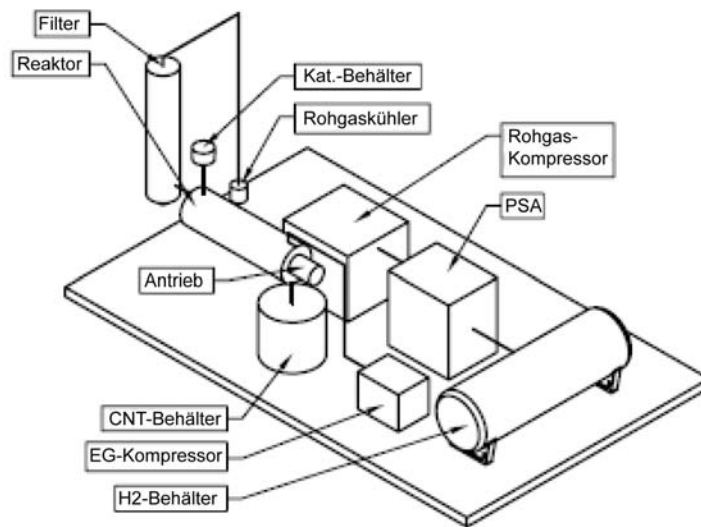 Filter
Reaktor
Kat.-Behälter
Rohgaskühler
Rohgas-
Kompressor
PSA
Antrieb
CNT-Behälter
EG-Kompressor
H2-Behälter